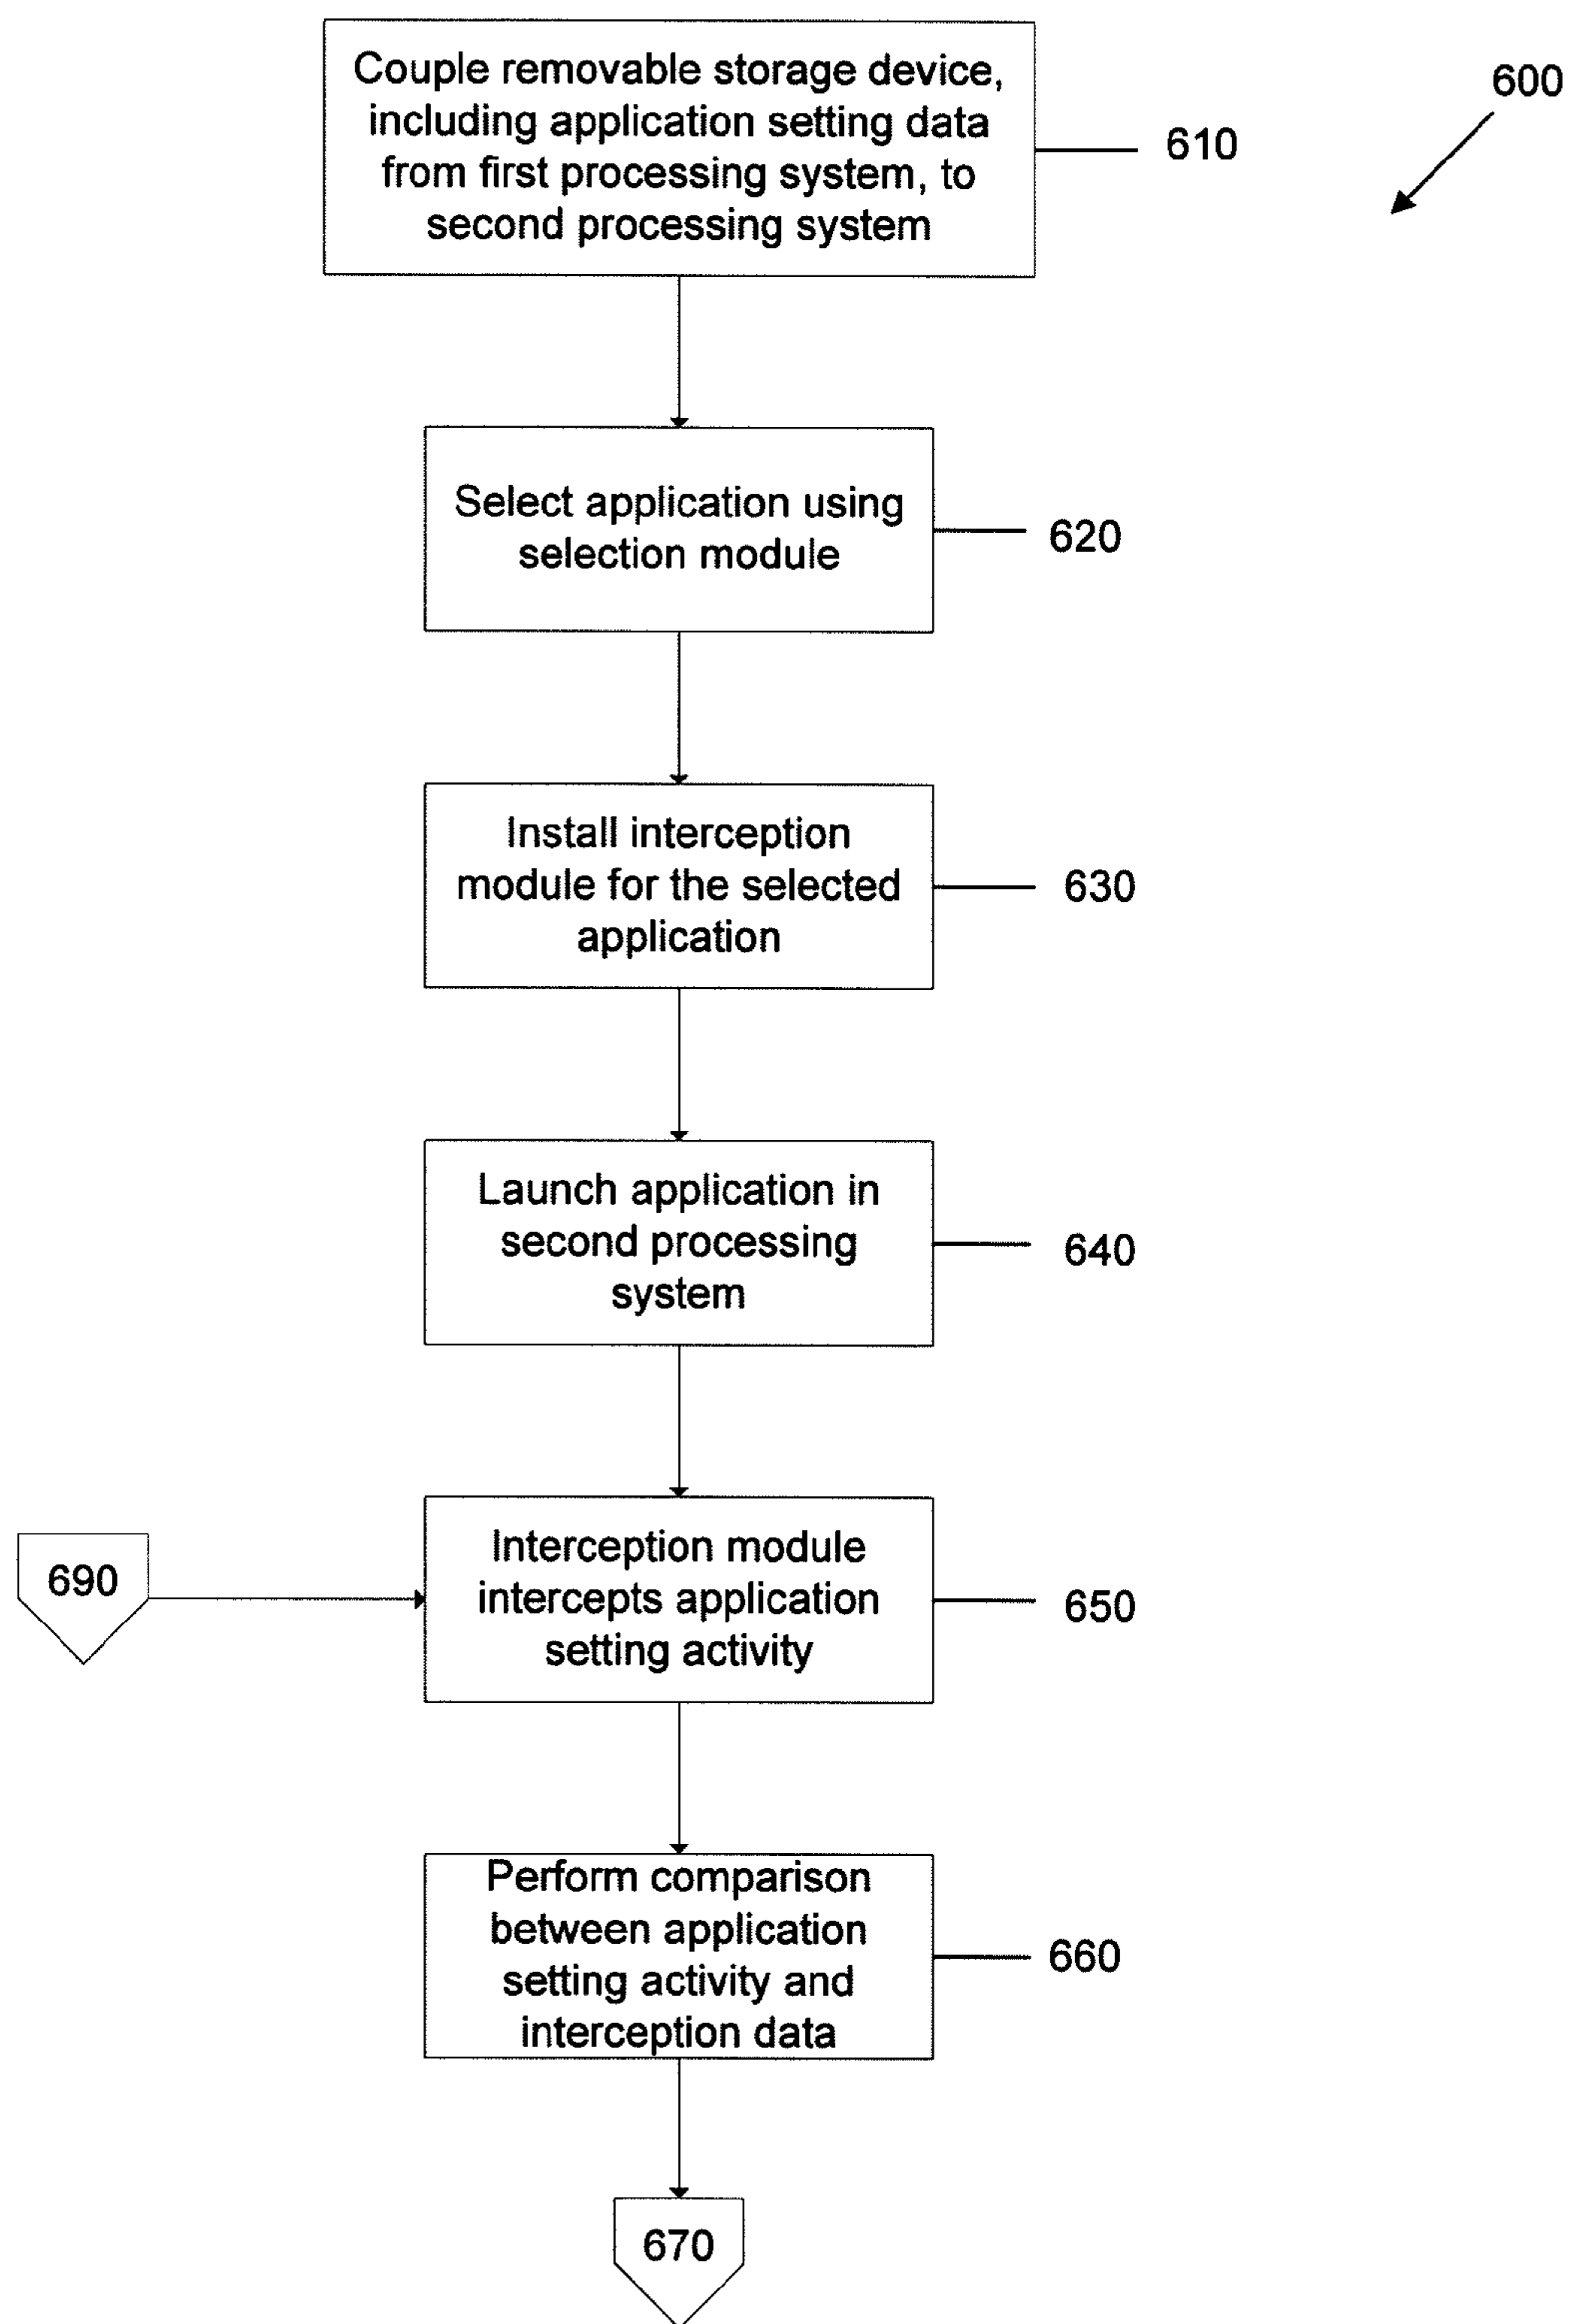 Couple removable storage device,
including application setting data
from first processing system, to
second processing system
610
600
Select application using
selection module
620
Install interception
module for the selected
application
630
Launch application in
second processing
system
640
690
Interception module
intercepts application
setting activity
650
Perform comparison
between application
setting activity and
interception data
660
670